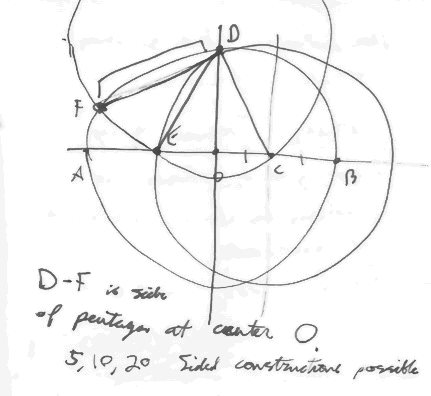 D
F
E
A
O
C
B
D-F is side
of pentagon at center O.
5, 10, 20 Sided constructions possible